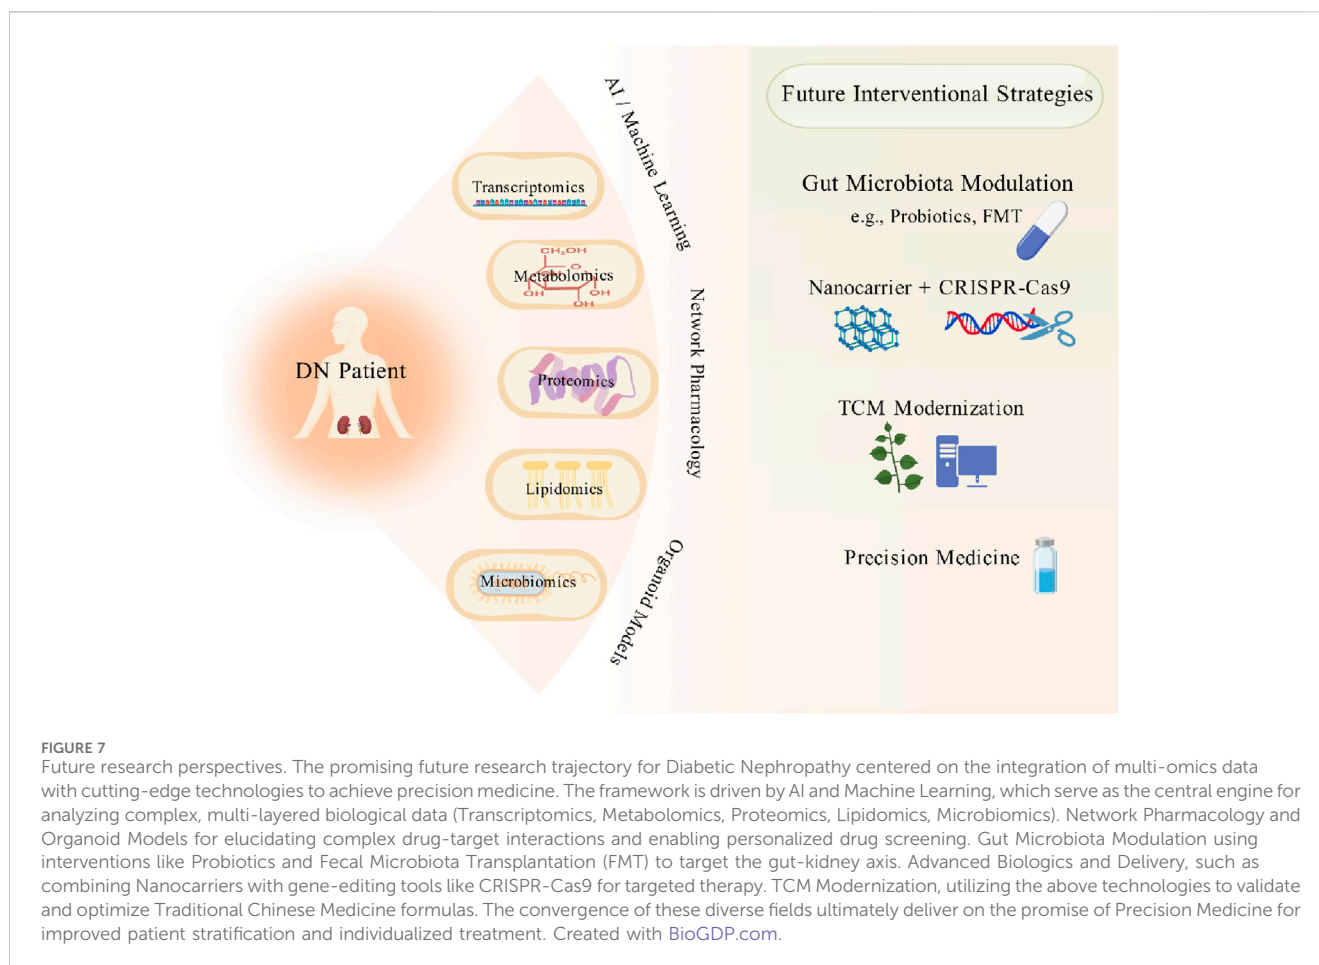 DN Patient
Transcriptomics
CH₂OH
O
Metabolomics
OH
OH
OH
OH
Proteomics
Lipidomics
Microbiomics
AI / Machine Learning
Network Pharmacology
Organoid Models
Future Interventional Strategies
Gut Microbiota Modulation
e.g., Probiotics, FMT
Nanocarrier + CRISPR-Cas9
TCM Modernization
Precision Medicine
FIGURE 7
Future research perspectives. The promising future research trajectory for Diabetic Nephropathy centered on the integration of multi-omics data
with cutting-edge technologies to achieve precision medicine. The framework is driven by AI and Machine Learning, which serve as the central engine for
analyzing complex, multi-layered biological data (Transcriptomics, Metabolomics, Proteomics, Lipidomics, Microbiomics). Network Pharmacology and
Organoid Models for elucidating complex drug-target interactions and enabling personalized drug screening. Gut Microbiota Modulation using
interventions like Probiotics and Fecal Microbiota Transplantation (FMT) to target the gut-kidney axis. Advanced Biologics and Delivery, such as
combining Nanocarriers with gene-editing tools like CRISPR-Cas9 for targeted therapy. TCM Modernization, utilizing the above technologies to validate
and optimize Traditional Chinese Medicine formulas. The convergence of these diverse fields ultimately deliver on the promise of Precision Medicine for
improved patient stratification and individualized treatment. Created with BioGDP.com.